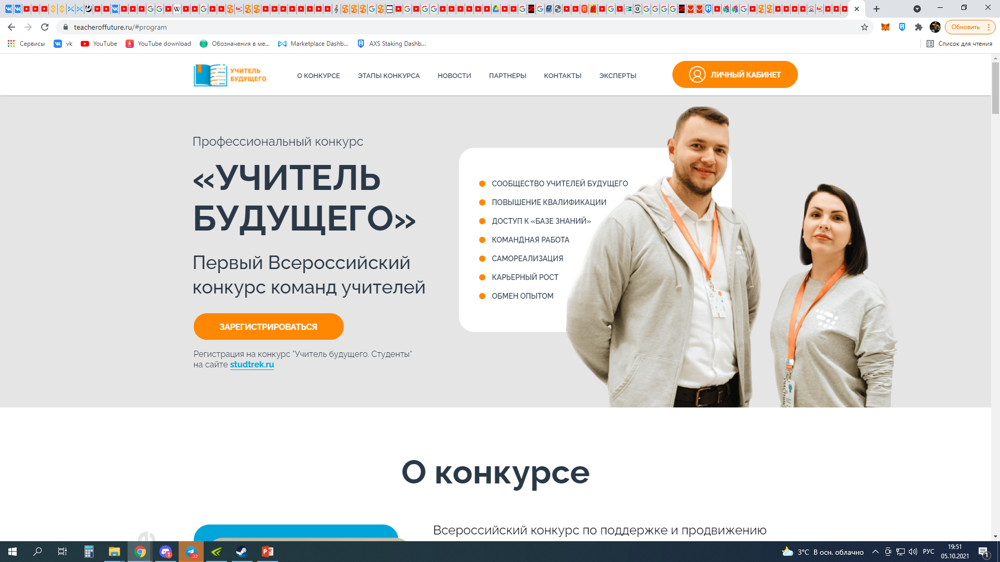 teacheroffuture.ru/#program
Обновить
Сервисы
vk
YouTube
YouTube download
Обозначения в ме...
Marketplace Dashb...
AXS Staking Dashb...
Список для чтения
УЧИТЕЛЬ
БУДУЩЕГО
О КОНКУРСЕ
ЭТАПЫ КОНКУРСА
НОВОСТИ
ПАРТНЕРЫ
КОНТАКТЫ
ЭКСПЕРТЫ
ЛИЧНЫЙ КАБИНЕТ
Профессиональный конкурс
«УЧИТЕЛЬ
БУДУЩЕГО»
Первый Всероссийский
конкурс команд учителей
ЗАРЕГИСТРИРОВАТЬСЯ
Регистрация на конкурс "Учитель будущего. Студенты"
на сайте studtrek.ru
СООБЩЕСТВО УЧИТЕЛЕЙ БУДУЩЕГО
ПОВЫШЕНИЕ КВАЛИФИКАЦИИ
ДОСТУП К «БАЗЕ ЗНАНИЙ»
КОМАНДНАЯ РАБОТА
САМОРЕАЛИЗАЦИЯ
КАРЬЕРНЫЙ РОСТ
ОБМЕН ОПЫТОМ
О конкурсе
Всероссийский конкурс по поддержке и продвижению
3°C В осн. облачно
РУС
19:51
05.10.2021